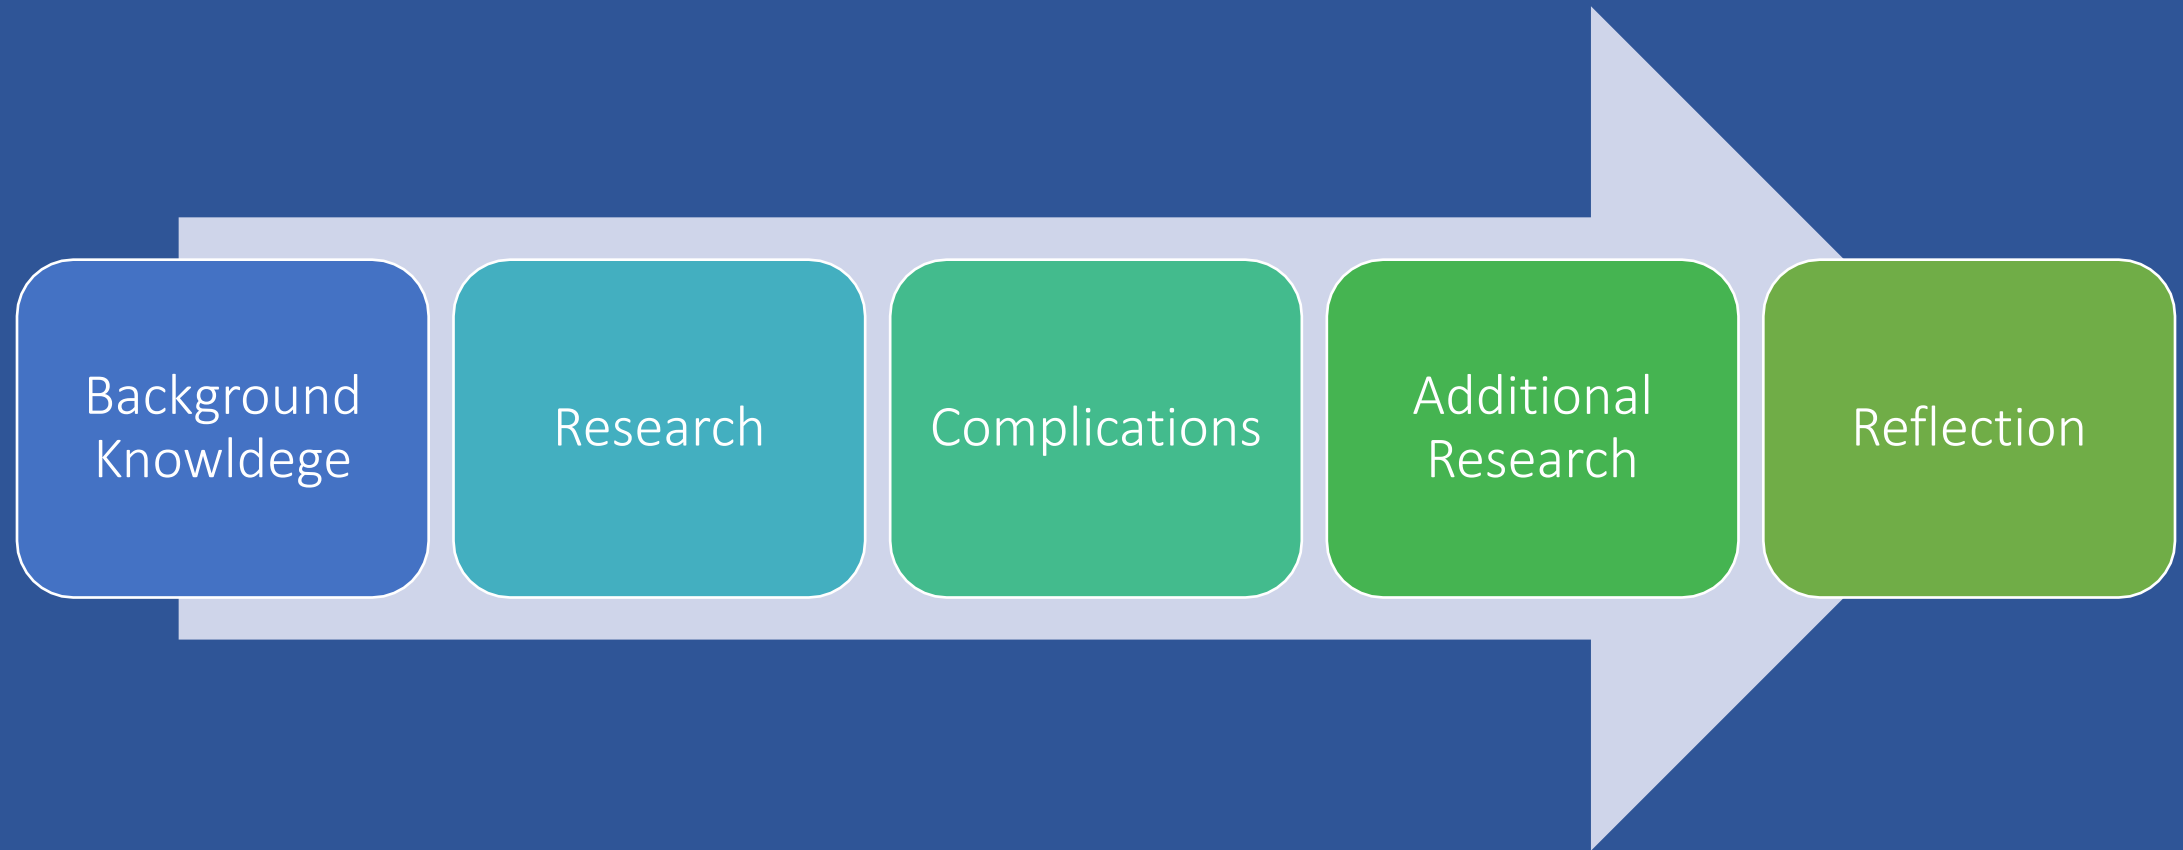 Background
Knowldege
Research
Complications
Additional
Research
Reflection